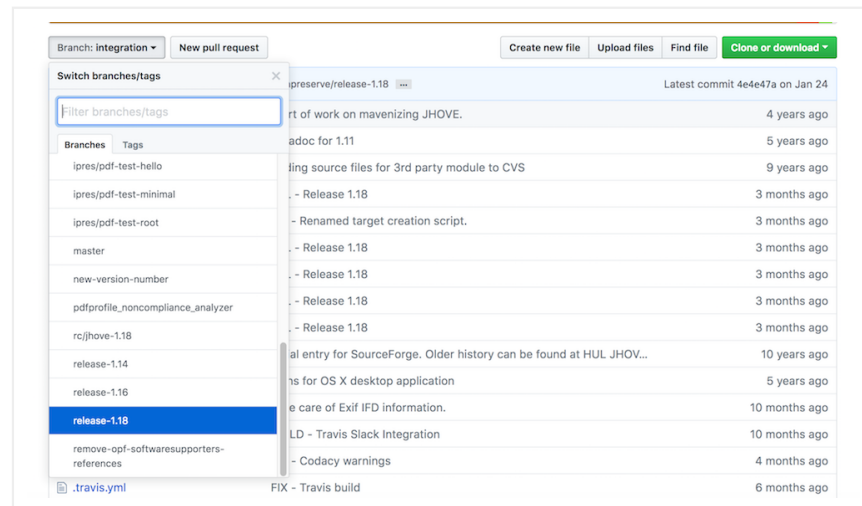 Branch: integration New pull request Create new file Upload files Find file Clone or download
Switch branches/tags
preserve/release-1.18 ... Latest commit 4e4e47a on Jan 24
Filter branches/tags
rt of work on mavenizing JHOVE. 4 years ago
Branches Tags
adoc for 1.11 5 years ago
ipres/pdf-test-hello
ding source files for 3rd party module to CVS 9 years ago
ipres/pdf-test-minimal
. - Release 1.18 3 months ago
ipres/pdf-test-root
- Renamed target creation script. 3 months ago
master
. - Release 1.18 3 months ago
new-version-number
. - Release 1.18 3 months ago
pdfprofile_noncompliance_analyzer
. - Release 1.18 3 months ago
rc/jhove-1.18
. - Release 1.18 3 months ago
al entry for SourceForge. Older history can be found at HUL JHOV... 10 years ago
release-1.14
ns for OS X desktop application 5 years ago
release-1.16
e care of Exif IFD information. 10 months ago
release-1.18
LD - Travis Slack Integration 10 months ago
remove-opf-softwaresupporters-
references
- Codacy warnings 4 months ago
.travis.yml FIX - Travis build 6 months ago